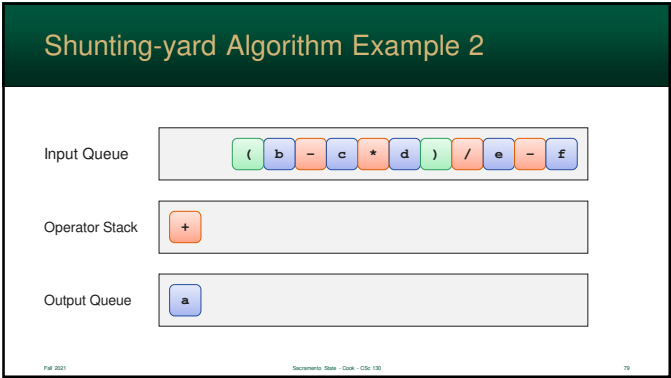 Shunting-yard Algorithm Example 2
Input Queue ( b - c * d ) / e - f
Operator Stack +
Output Queue a
Fall 2021 Sacramento State - Cook - CSc 130 79